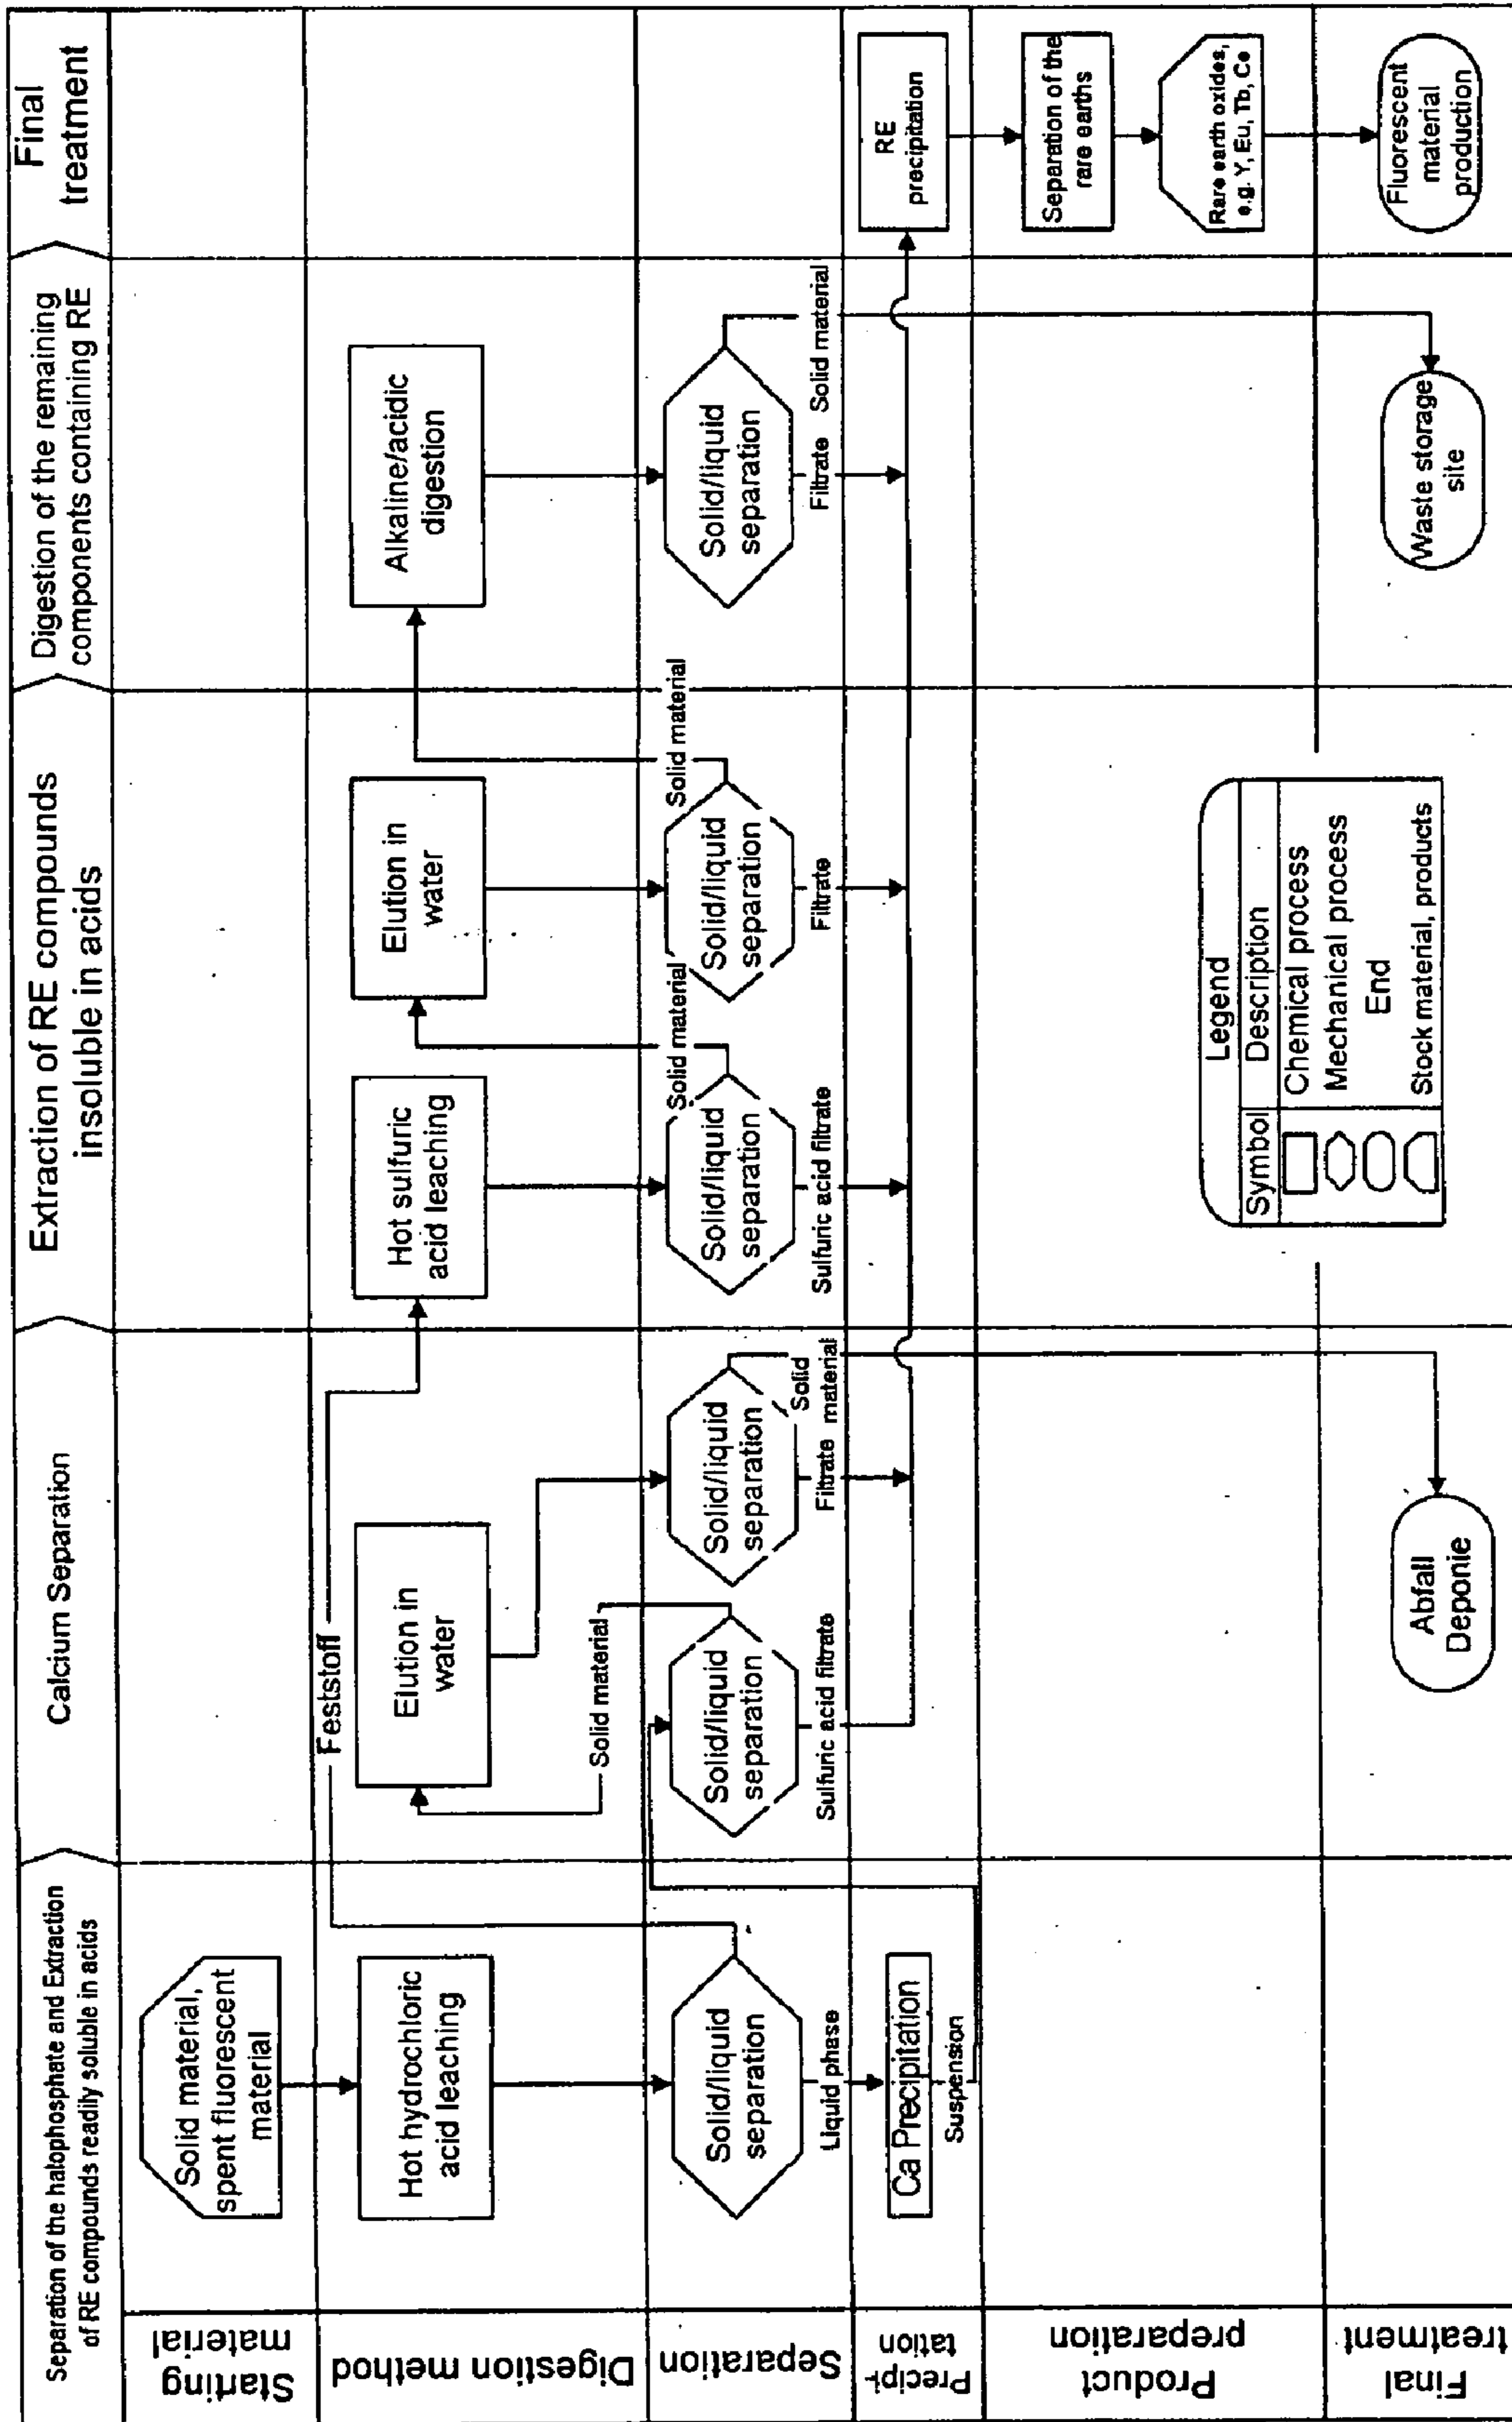 Separation of the halophosphate and Extraction
of RE compounds readily soluble in acids
Calcium Separation
Extraction of RE compounds
insoluble in acids
Digestion of the remaining
components containing RE
Final
treatment
Starting
material
Solid material,
spent fluorescent
material
Digestion method
Feststoff
Hot hydrochloric
acid leaching
Elution in
water
Hot sulfuric
acid leaching
Elution in
water
Alkaline/acidic
digestion
Solid material
Separation
Solid/liquid
separation
Solid/liquid
separation
Solid/liquid
separation
Solid/liquid
separation
Solid/liquid
separation
Solid/liquid
separation
Solid material
Solid material
Liquid phase
Sulfuric acid filtrate
Filtrate
Solid
material
Sulfuric acid filtrate
Filtrate
Filtrate
Solid material
Precipi-
tation
Ca Precipitation
Suspension
RE
precipitation
Product
preparation
Separation of the
rare earths
Rare earth oxides,
e.g. Y, Eu, Tb, Ce
Legend
Symbol
Description
Chemical process
Mechanical process
End
Stock material, products
Final
treatment
Abfall
Deponie
Waste storage
site
Fluorescent
material
production